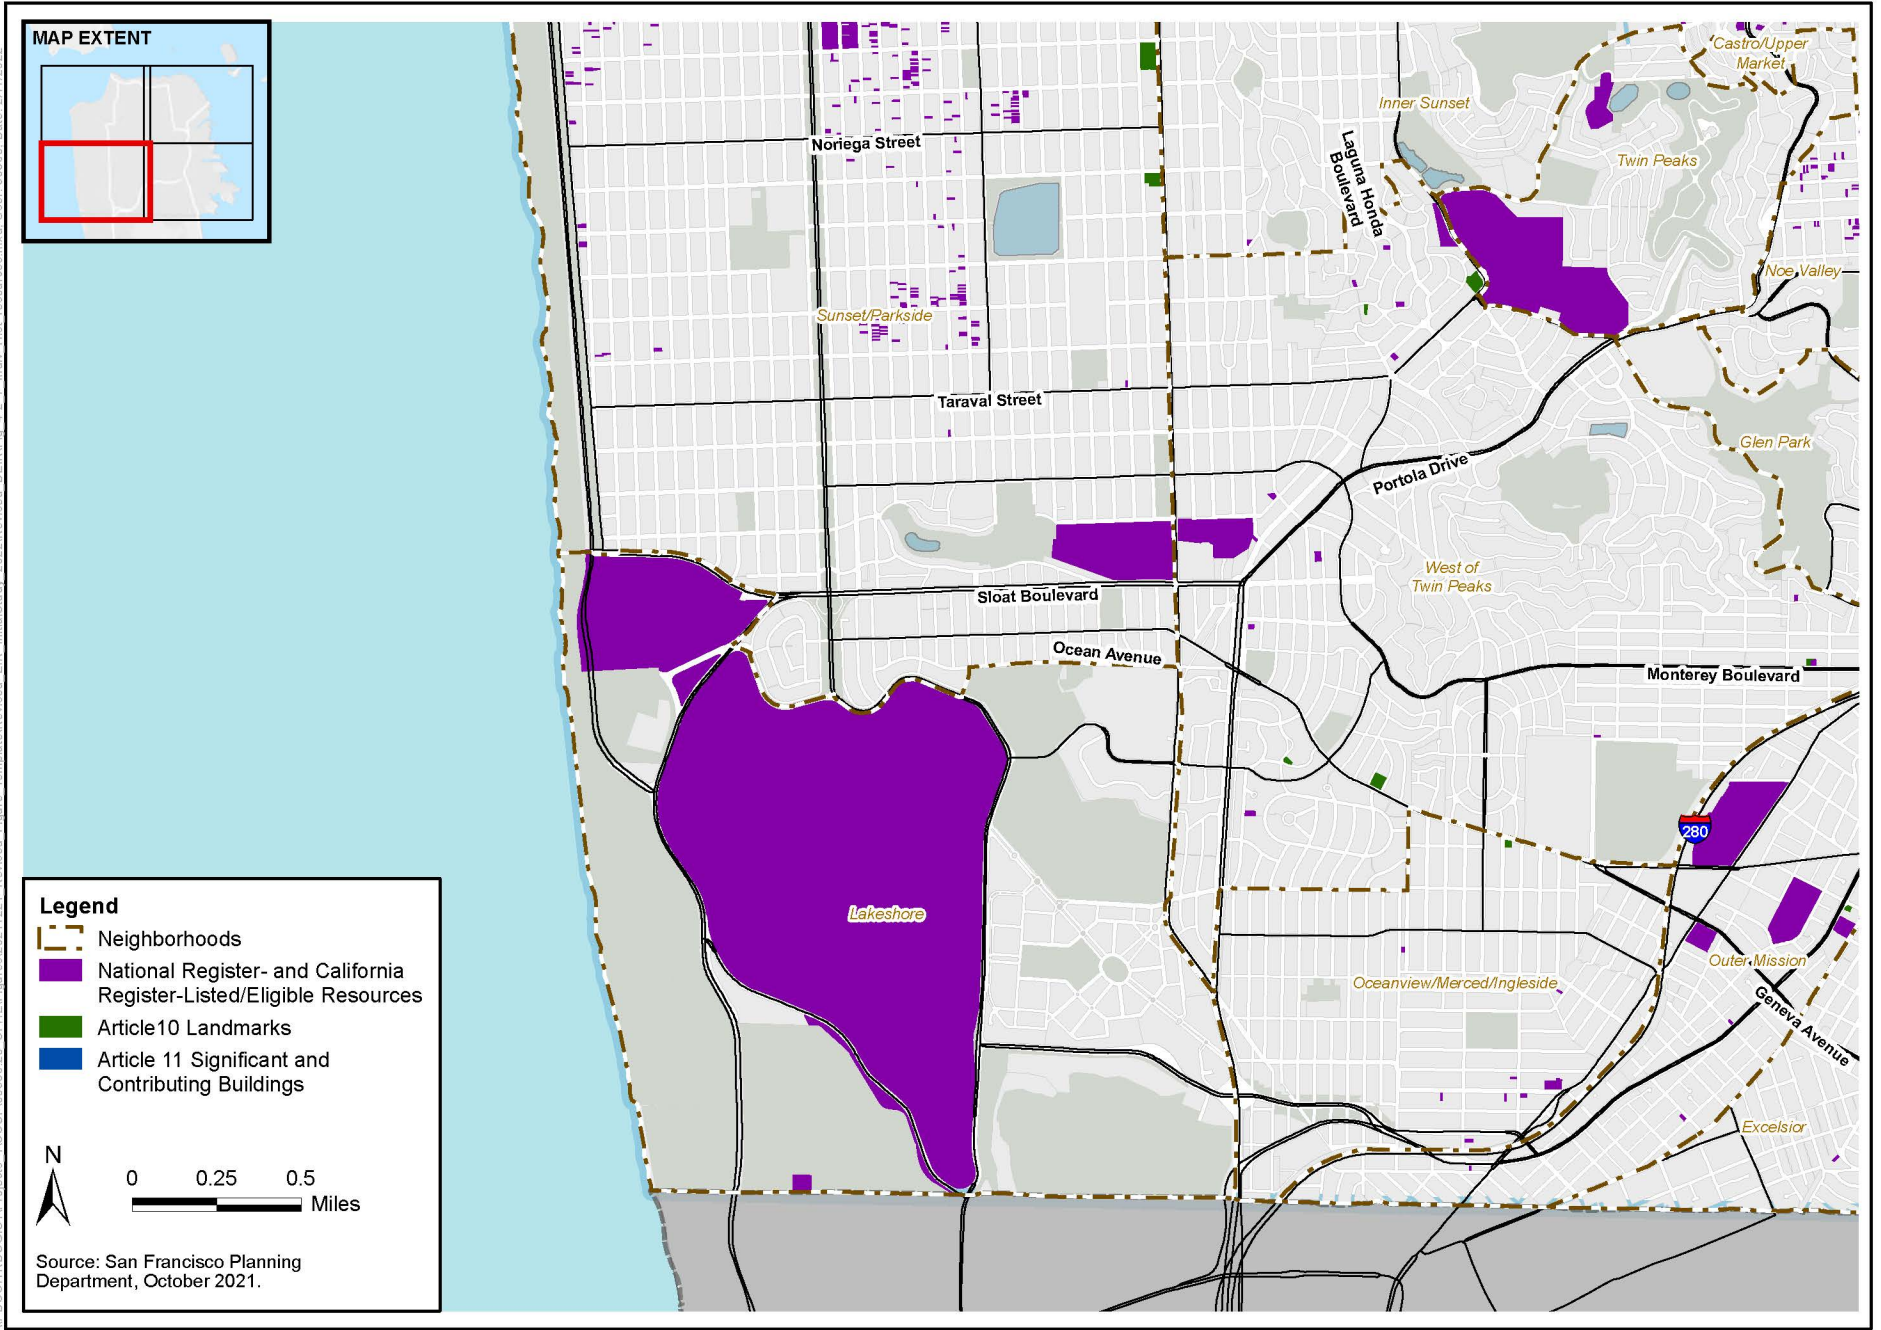 MAP EXTENT
Castro/Upper
Market
Inner Sunset
Noriega Street
Laguna Honda
Boulevard
Twin Peaks
Noe Valley
Sunset/Parkside
Taraval Street
Glen Park
Portola Drive
West of
Twin Peaks
Sloat Boulevard
Ocean Avenue
Monterey Boulevard
280
Lakeshore
Outer Mission
Oceanview/Merced/Ingleside
Geneva Avenue
Excelsior
Legend
Neighborhoods
National Register- and California
Register-Listed/Eligible Resources
Article10 Landmarks
Article 11 Significant and
Contributing Buildings
N
0 0.25 0.5
Miles
Source: San Francisco Planning
Department, October 2021.